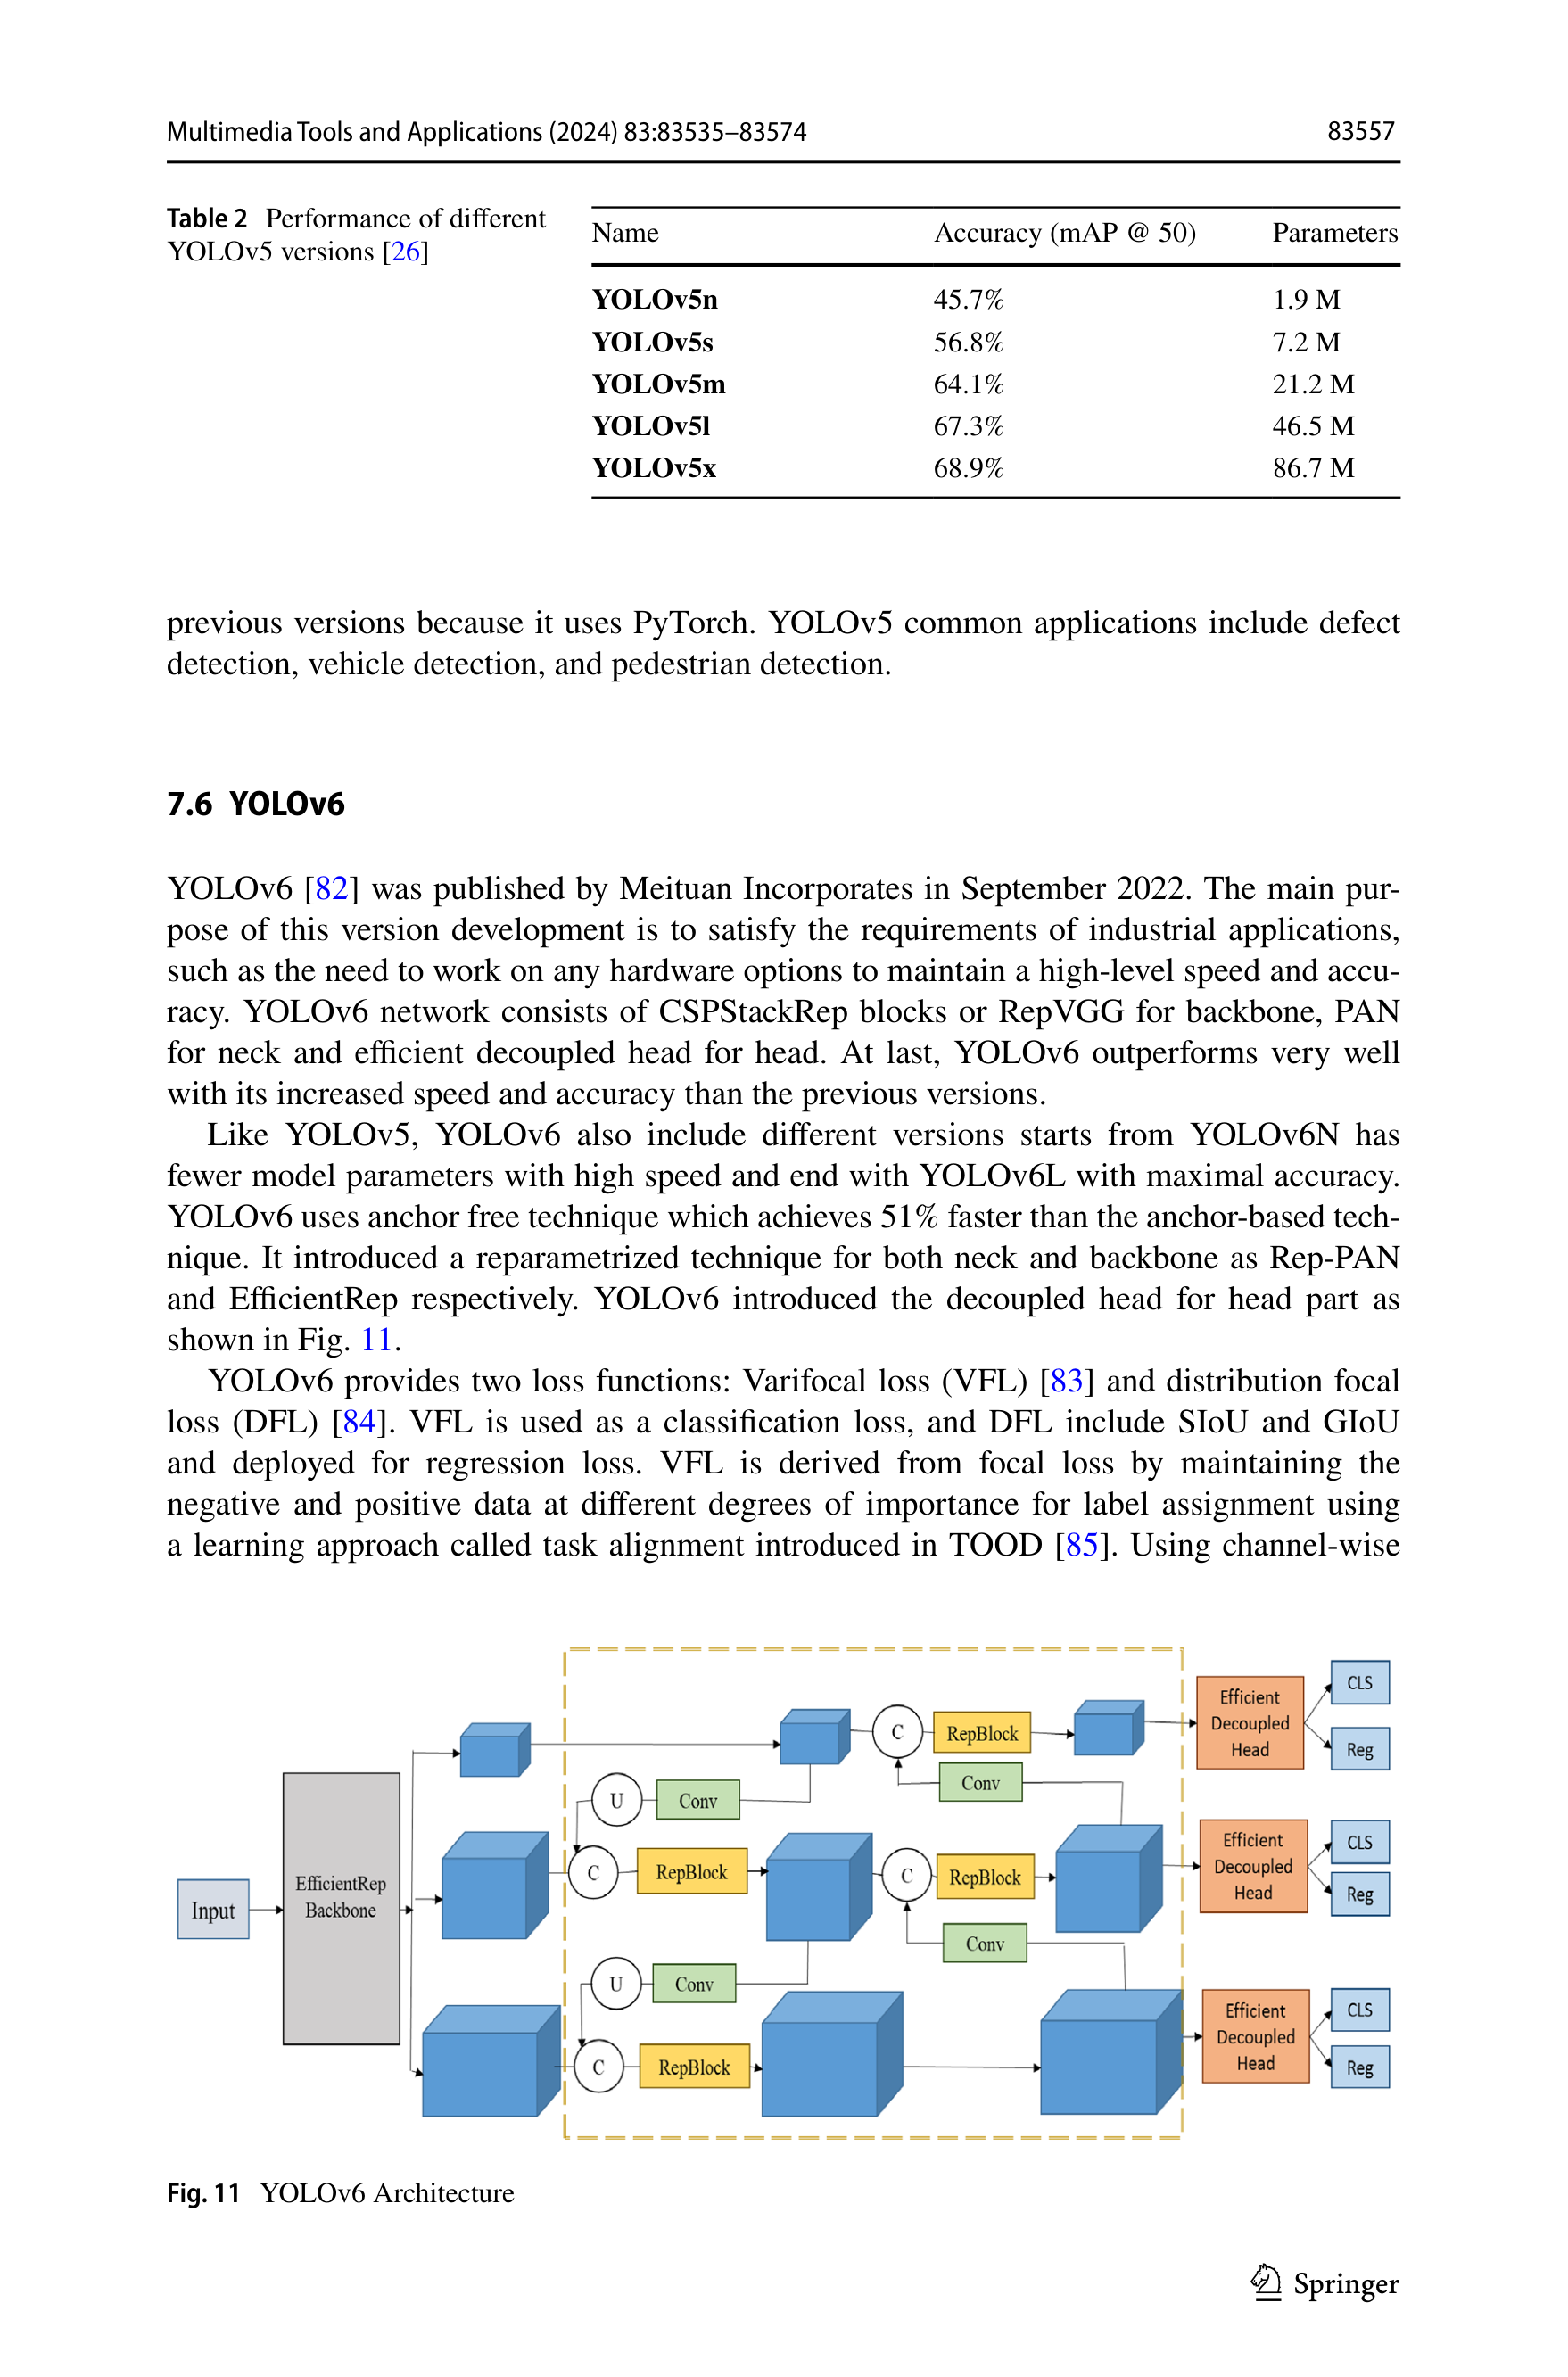 Multimedia Tools and Applications (2024) 83:83535–83574 83557
Table 2 Performance of different
YOLOv5 versions [26]
Name Accuracy (mAP @ 50) Parameters
YOLOv5n 45.7% 1.9 M
YOLOv5s 56.8% 7.2 M
YOLOv5m 64.1% 21.2 M
YOLOv5l 67.3% 46.5 M
YOLOv5x 68.9% 86.7 M
previous versions because it uses PyTorch. YOLOv5 common applications include defect
detection, vehicle detection, and pedestrian detection.
7.6 YOLOv6
YOLOv6 [82] was published by Meituan Incorporates in September 2022. The main pur-
pose of this version development is to satisfy the requirements of industrial applications,
such as the need to work on any hardware options to maintain a high-level speed and accu-
racy. YOLOv6 network consists of CSPStackRep blocks or RepVGG for backbone, PAN
for neck and efficient decoupled head for head. At last, YOLOv6 outperforms very well
with its increased speed and accuracy than the previous versions.
Like YOLOv5, YOLOv6 also include different versions starts from YOLOv6N has
fewer model parameters with high speed and end with YOLOv6L with maximal accuracy.
YOLOv6 uses anchor free technique which achieves 51% faster than the anchor-based tech-
nique. It introduced a reparametrized technique for both neck and backbone as Rep-PAN
and EfficientRep respectively. YOLOv6 introduced the decoupled head for head part as
shown in Fig. 11.
YOLOv6 provides two loss functions: Varifocal loss (VFL) [83] and distribution focal
loss (DFL) [84]. VFL is used as a classification loss, and DFL include SIoU and GIoU
and deployed for regression loss. VFL is derived from focal loss by maintaining the
negative and positive data at different degrees of importance for label assignment using
a learning approach called task alignment introduced in TOOD [85]. Using channel-wise
Input
EfficientRep
Backbone
C
RepBlock
Efficient
Decoupled
Head
CLS
Reg
U
Conv
Conv
C
RepBlock
C
RepBlock
Efficient
Decoupled
Head
CLS
Reg
U
Conv
Conv
C
RepBlock
Efficient
Decoupled
Head
CLS
Reg
Fig. 11 YOLOv6 Architecture
Springer